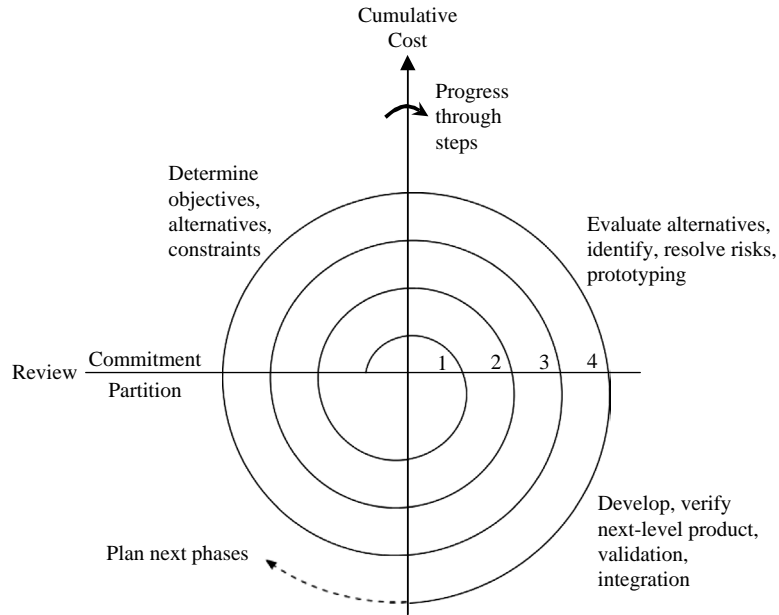 Cumulative
Cost
Progress
through
steps
Determine
objectives,
alternatives,
constraints
Evaluate alternatives,
identify, resolve risks,
prototyping
Review
Commitment
Partition
1 2 3 4
Develop, verify
next-level product,
validation,
integration
Plan next phases